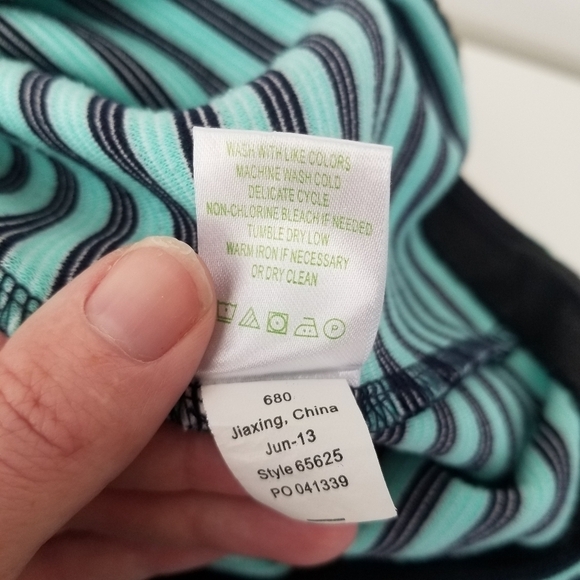 WASH WITH LIKE COLORS
MACHINE WASH COLD
DELICATE CYCLE
NON-CHLORINE BLEACH IF NEEDED
TUMBLE DRY LOW
WARM IRON IF NECESSARY
OR DRY CLEAN
P
680
Jiaxing, China
Jun-13
Style 65625
PO 041339